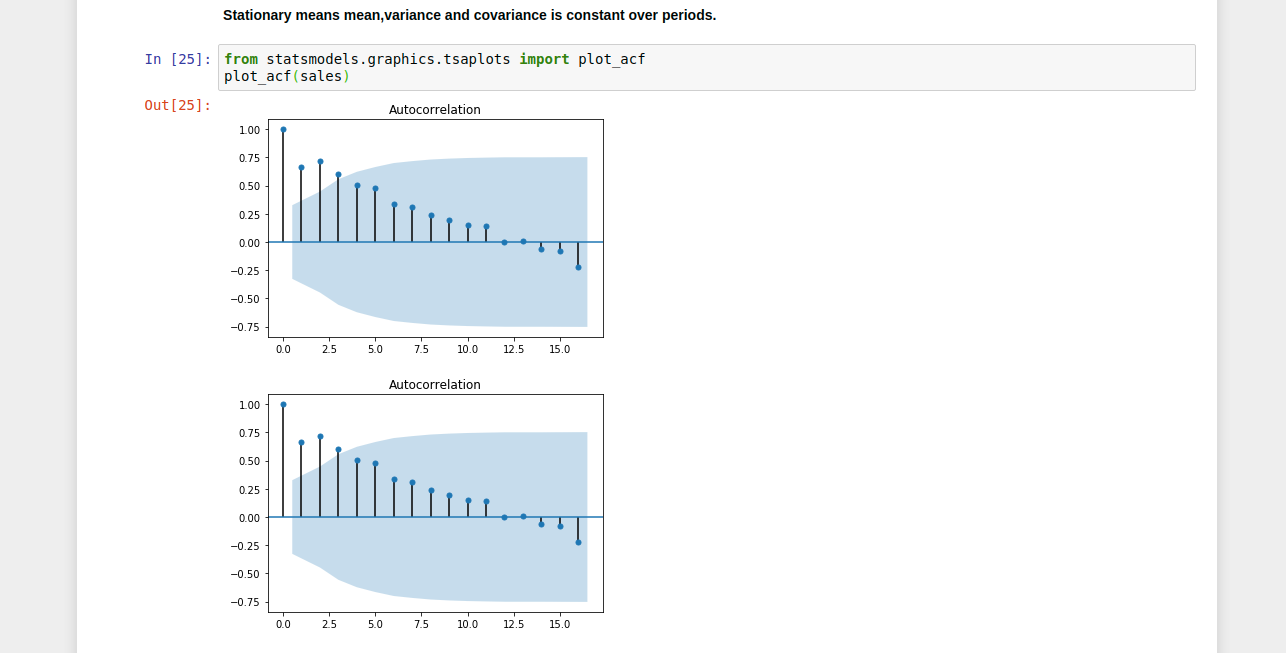 Stationary means mean,variance and covariance is constant over periods.
In [25]:
from statsmodels.graphics.tsaplots import plot_acf
plot_acf(sales)
Out[25]:
Autocorrelation
1.00
0.75
0.50
0.25
0.00
−0.25
−0.50
−0.75
0.0 2.5 5.0 7.5 10.0 12.5 15.0
Autocorrelation
1.00
0.75
0.50
0.25
0.00
−0.25
−0.50
−0.75
0.0 2.5 5.0 7.5 10.0 12.5 15.0